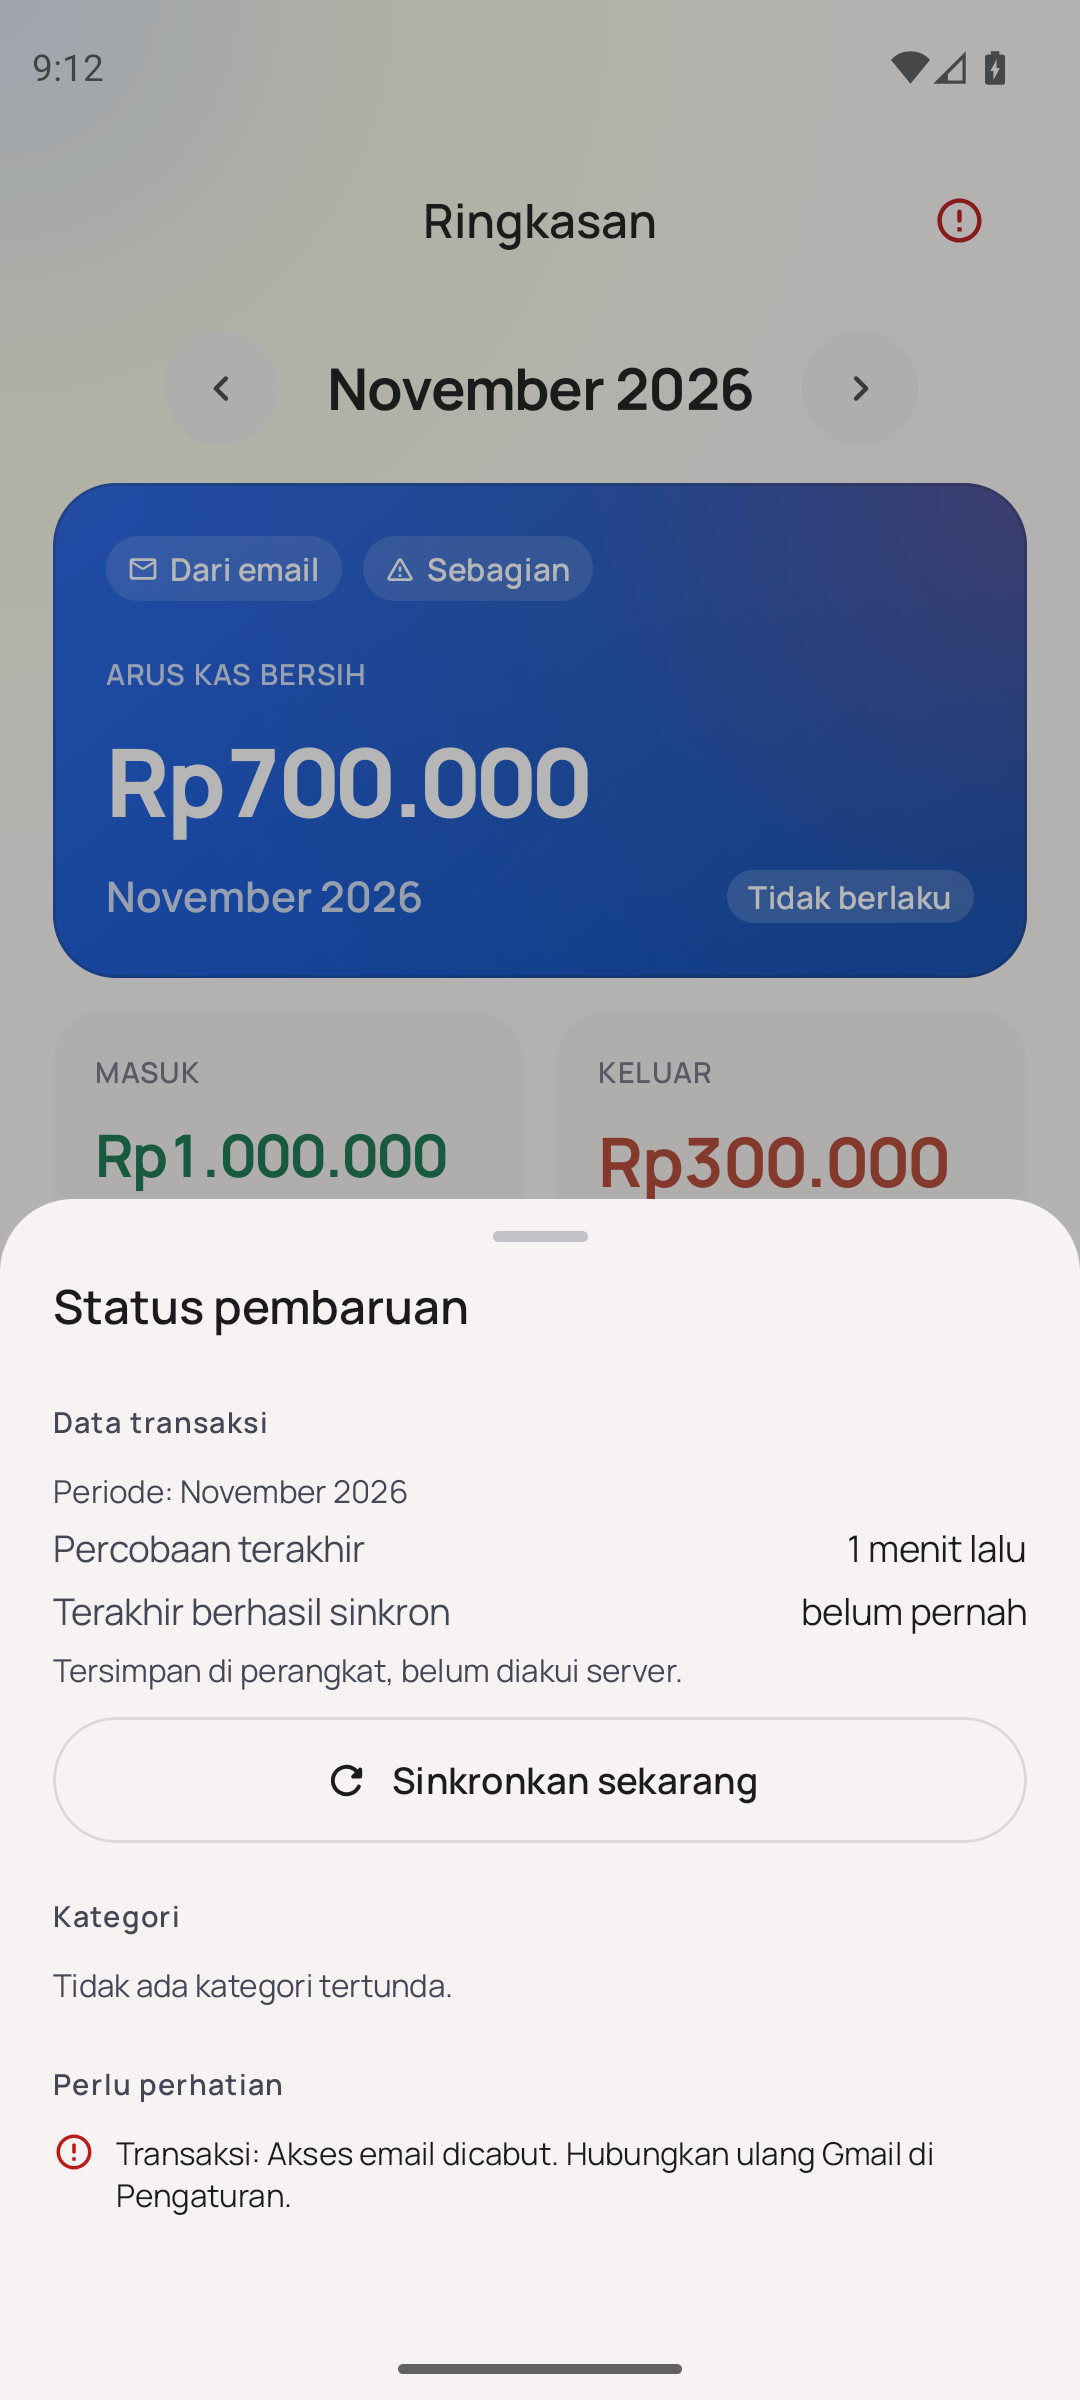 9:12
Ringkasan
November 2026
Dari email
Sebagian
ARUS KAS BERSIH
Rp700.000
November 2026
Tidak berlaku
MASUK
KELUAR
Rp1.000.000
Rp300.000
Status pembaruan
Data transaksi
Periode: November 2026
Percobaan terakhir
1 menit lalu
Terakhir berhasil sinkron
belum pernah
Tersimpan di perangkat, belum diakui server.
Sinkronkan sekarang
Kategori
Tidak ada kategori tertunda.
Perlu perhatian
Transaksi: Akses email dicabut. Hubungkan ulang Gmail di
Pengaturan.